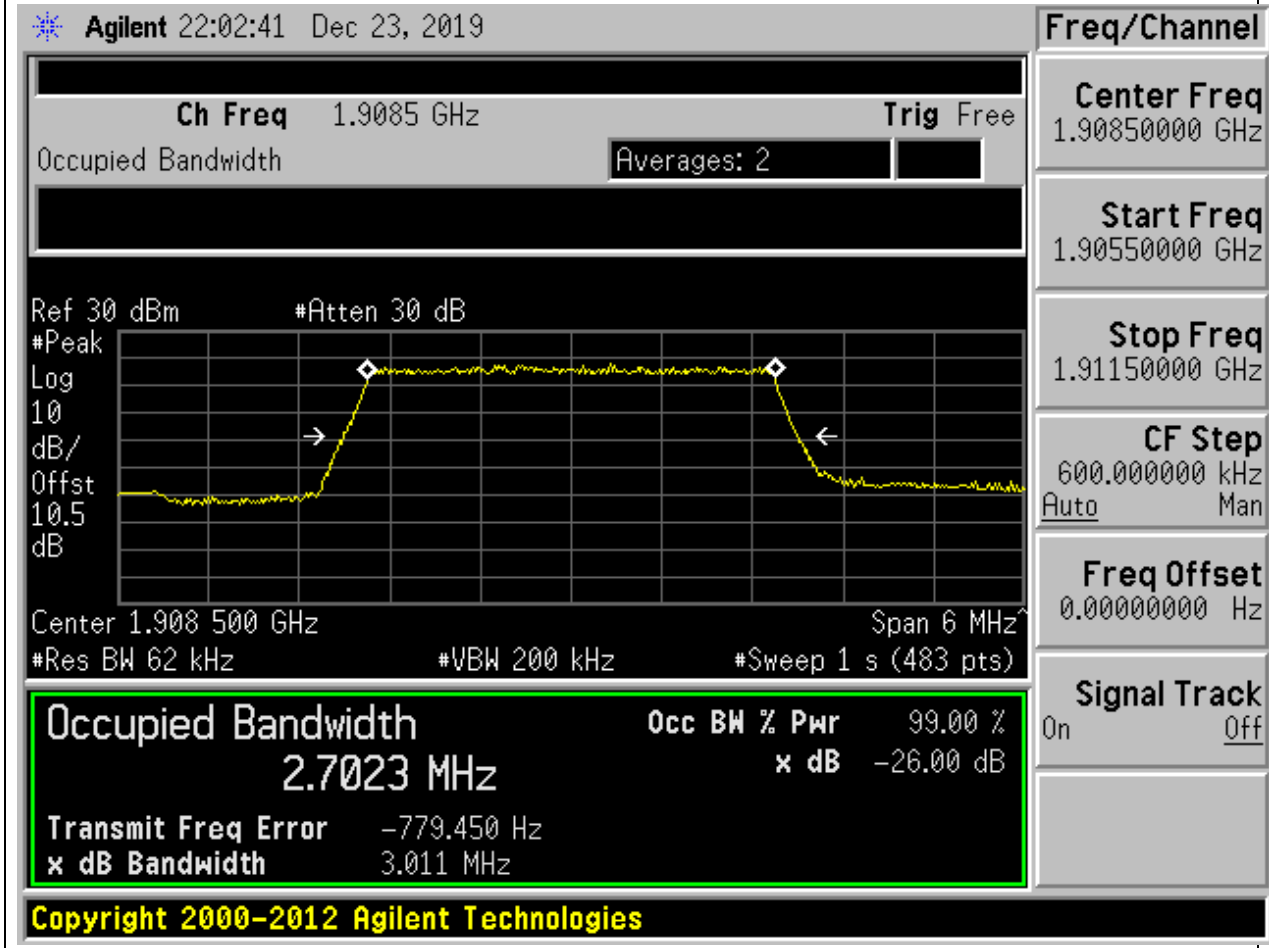 Agilent 22:02:41 Dec 23, 2019
Freq/Channel
Ch Freq 1.9085 GHz Trig Free
Occupied Bandwidth Averages: 2
Ref 30 dBm #Atten 30 dB
#Peak
Log
10
dB/
Offst
10.5
dB
Center 1.908 500 GHz Span 6 MHz^
#Res BW 62 kHz #VBW 200 kHz #Sweep 1 s (483 pts)
Occupied Bandwidth Occ BW % Pwr 99.00 %
2.7023 MHz x dB -26.00 dB
Transmit Freq Error -779.450 Hz
x dB Bandwidth 3.011 MHz
Center Freq
1.90850000 GHz
Start Freq
1.90550000 GHz
Stop Freq
1.91150000 GHz
CF Step
600.000000 kHz
Auto Man
Freq Offset
0.00000000 Hz
Signal Track
On Off
Copyright 2000-2012 Agilent Technologies